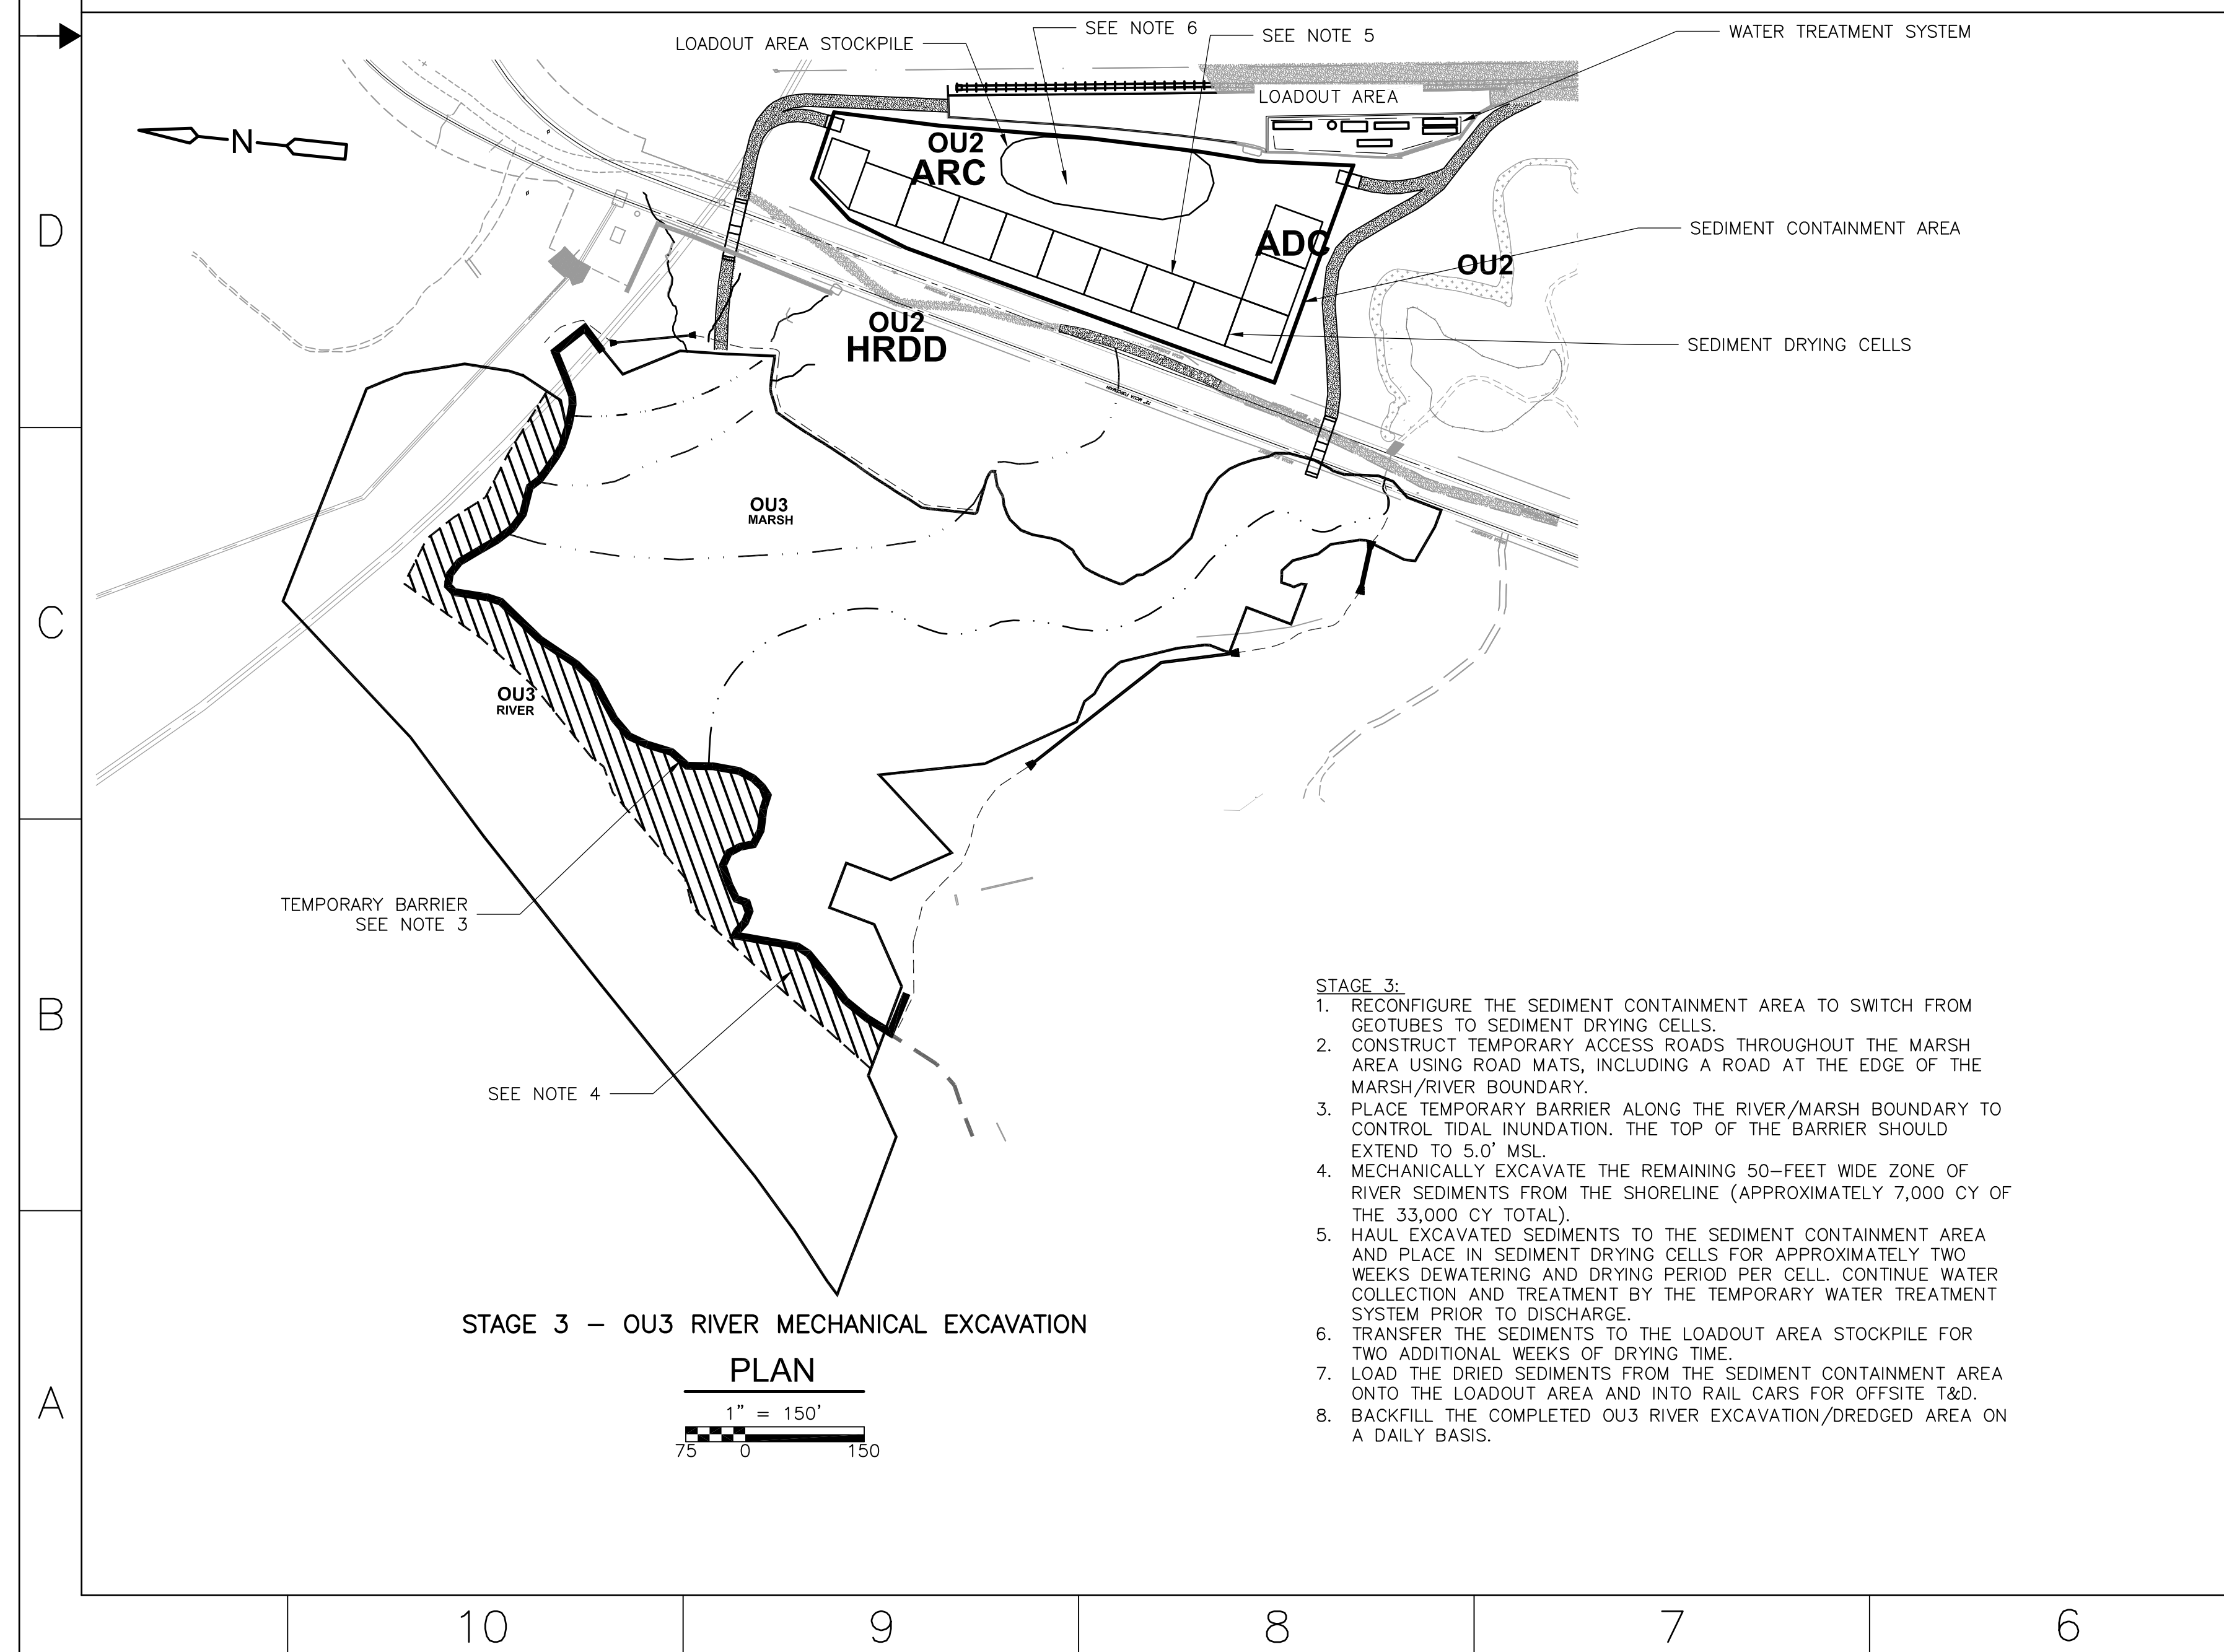 SEE NOTE 6
SEE NOTE 5
WATER TREATMENT SYSTEM
LOADOUT AREA STOCKPILE
LOADOUT AREA
N
OU2
ARC
D
SEDIMENT CONTAINMENT AREA
ADC
OU2
OU2
HRDD
SEDIMENT DRYING CELLS
OU3
MARSH
C
OU3
RIVER
TEMPORARY BARRIER
SEE NOTE 3
B
SEE NOTE 4
STAGE 3:
1. RECONFIGURE THE SEDIMENT CONTAINMENT AREA TO SWITCH FROM
GEOTUBES TO SEDIMENT DRYING CELLS.
2. CONSTRUCT TEMPORARY ACCESS ROADS THROUGHOUT THE MARSH
AREA USING ROAD MATS, INCLUDING A ROAD AT THE EDGE OF THE
MARSH/RIVER BOUNDARY.
3. PLACE TEMPORARY BARRIER ALONG THE RIVER/MARSH BOUNDARY TO
CONTROL TIDAL INUNDATION. THE TOP OF THE BARRIER SHOULD
EXTEND TO 5.0' MSL.
4. MECHANICALLY EXCAVATE THE REMAINING 50-FEET WIDE ZONE OF
RIVER SEDIMENTS FROM THE SHORELINE (APPROXIMATELY 7,000 CY OF
THE 33,000 CY TOTAL).
5. HAUL EXCAVATED SEDIMENTS TO THE SEDIMENT CONTAINMENT AREA
AND PLACE IN SEDIMENT DRYING CELLS FOR APPROXIMATELY TWO
WEEKS DEWATERING AND DRYING PERIOD PER CELL. CONTINUE WATER
COLLECTION AND TREATMENT BY THE TEMPORARY WATER TREATMENT
SYSTEM PRIOR TO DISCHARGE.
6. TRANSFER THE SEDIMENTS TO THE LOADOUT AREA STOCKPILE FOR
TWO ADDITIONAL WEEKS OF DRYING TIME.
7. LOAD THE DRIED SEDIMENTS FROM THE SEDIMENT CONTAINMENT AREA
ONTO THE LOADOUT AREA AND INTO RAIL CARS FOR OFFSITE T&D.
8. BACKFILL THE COMPLETED OU3 RIVER EXCAVATION/DREDGED AREA ON
A DAILY BASIS.
STAGE 3 – OU3 RIVER MECHANICAL EXCAVATION
PLAN
1" = 150'
75 0 150
A
10 9 8 7 6